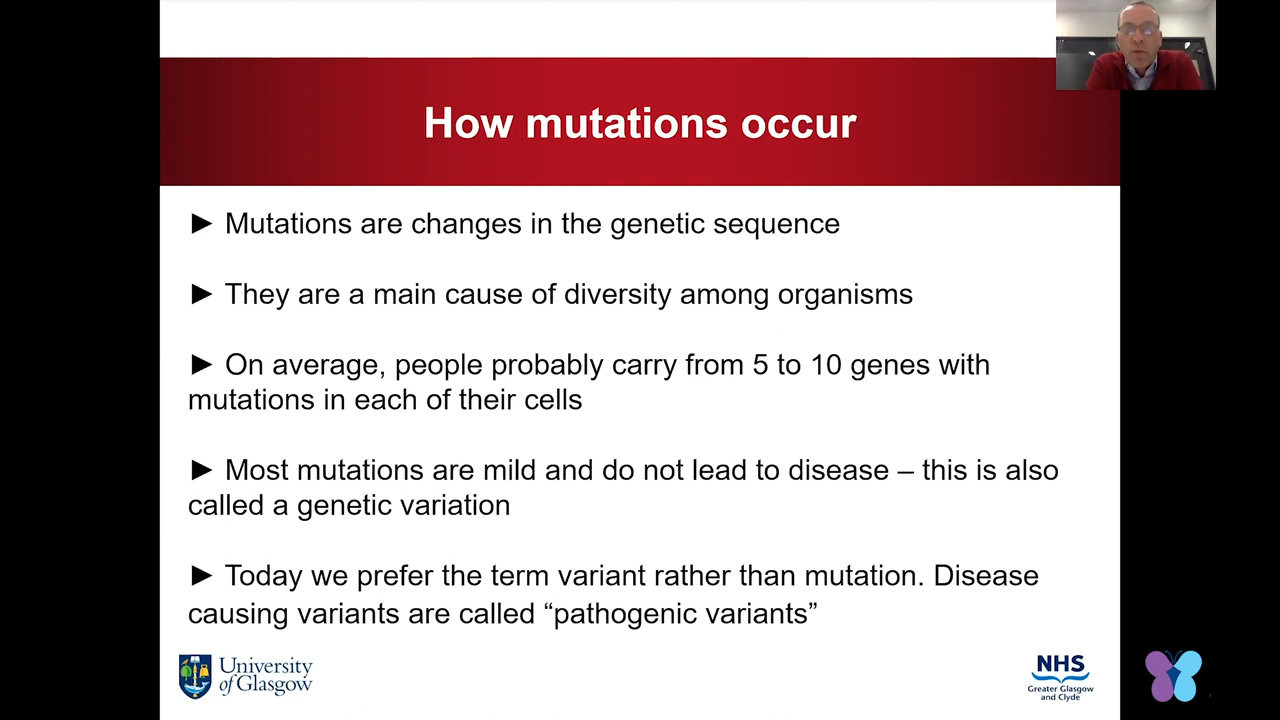 How mutations occur
► Mutations are changes in the genetic sequence
► They are a main cause of diversity among organisms
► On average, people probably carry from 5 to 10 genes with
mutations in each of their cells
► Most mutations are mild and do not lead to disease – this is also
called a genetic variation
► Today we prefer the term variant rather than mutation. Disease
causing variants are called “pathogenic variants”
University
of Glasgow
NHS
Greater Glasgow
and Clyde